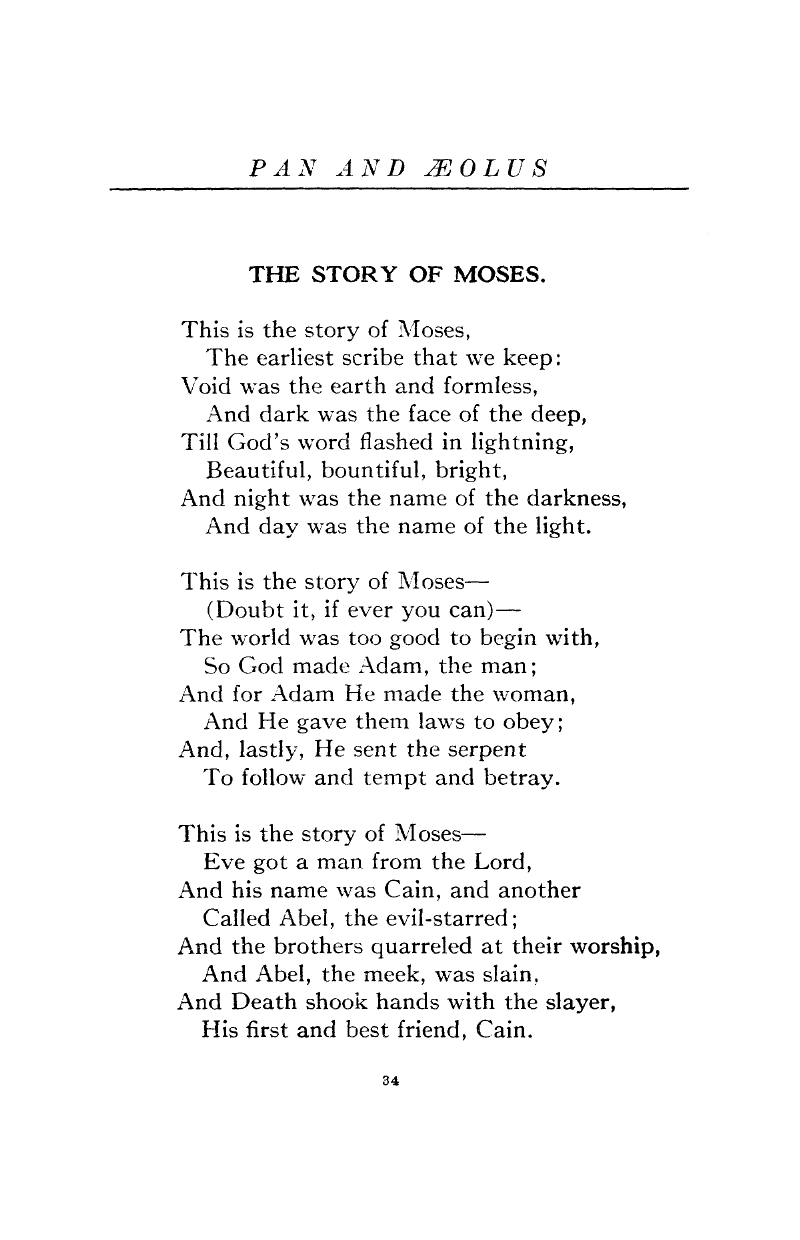 PAN AND ÆOLUS
THE STORY OF MOSES.
This is the story of Moses,
The earliest scribe that we keep:
Void was the earth and formless,
And dark was the face of the deep,
Till God's word flashed in lightning,
Beautiful, bountiful, bright,
And night was the name of the darkness,
And day was the name of the light.
This is the story of Moses—
(Doubt it, if ever you can)—
The world was too good to begin with,
So God made Adam, the man;
And for Adam He made the woman,
And He gave them laws to obey;
And, lastly, He sent the serpent
To follow and tempt and betray.
This is the story of Moses—
Eve got a man from the Lord,
And his name was Cain, and another
Called Abel, the evil-starred;
And the brothers quarreled at their worship,
And Abel, the meek, was slain,
And Death shook hands with the slayer,
His first and best friend, Cain.
34